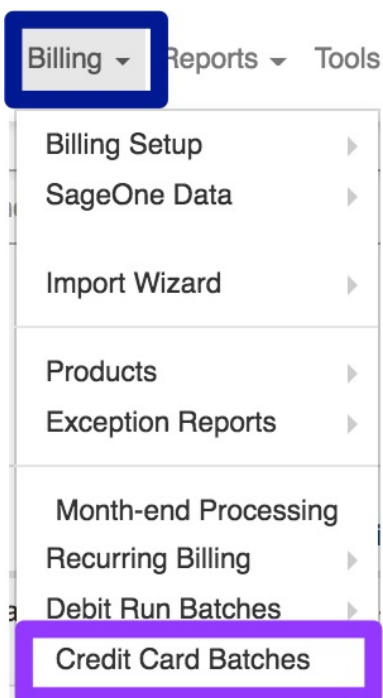 Billing Reports Tools
Billing Setup
SageOne Data
Import Wizard
Products
Exception Reports
Month-end Processing
Recurring Billing
Debit Run Batches
Credit Card Batches